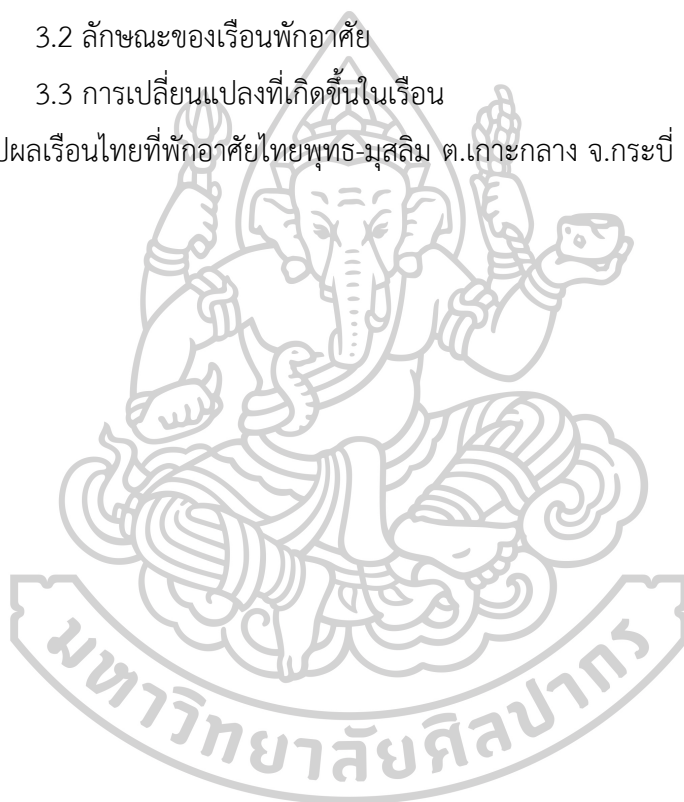 3.2 ลักษณะของเรือนพักอาศัย
3.3 การเปลี่ยนแปลงที่เกิดขึ้นในเรือน
ปผลเรือนไทยที่พักอาศัยไทยพุทธ-มุสลิม ต.เกาะกลาง จ.กระบี่
มหาวิทยาลัยศิลปากร